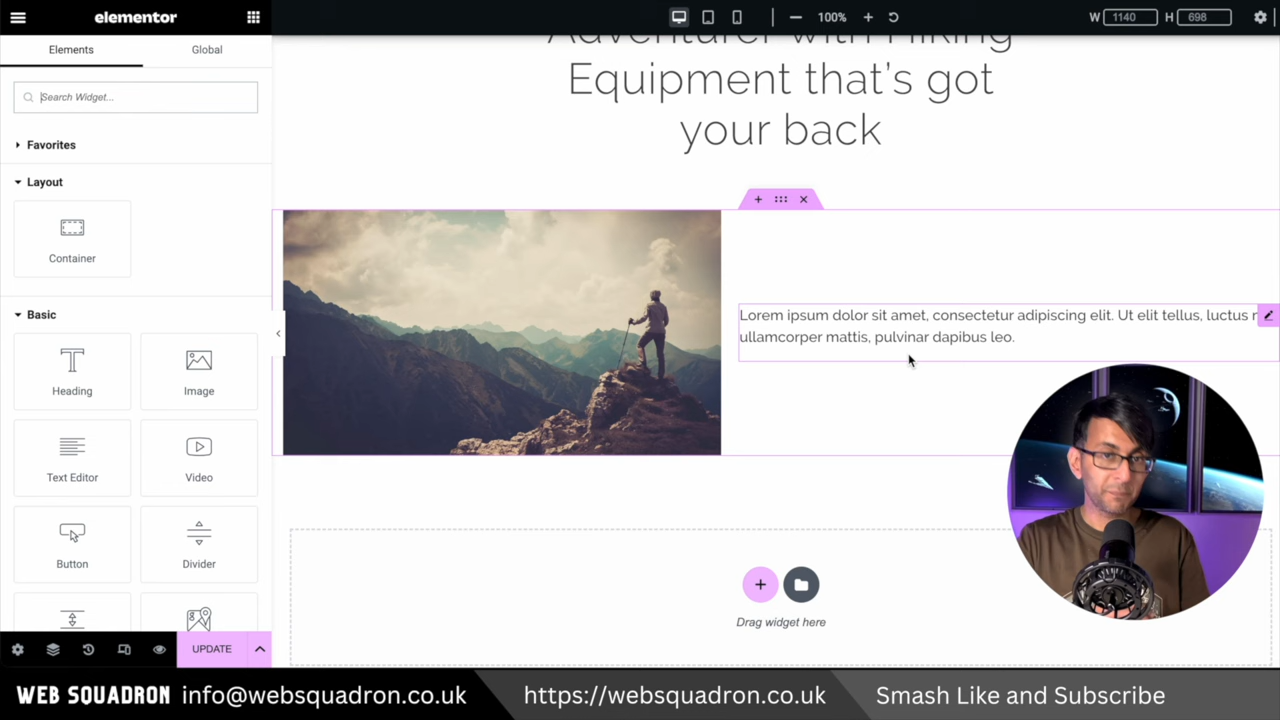 elementor
100%
W 1140 H 698
Elements Global
Search Widget...
Adventurer with Hiking
Equipment that's got
your back
Favorites
Layout
Container
Basic
Heading Image
Text Editor Video
Button Divider
Lorem ipsum dolor sit amet, consectetur adipiscing elit. Ut elit tellus, luctus
ullamcorper mattis, pulvinar dapibus leo.
Drag widget here
UPDATE
WEB SQUADRON info@websquadron.co.uk https://websquadron.co.uk Smash Like and Subscribe